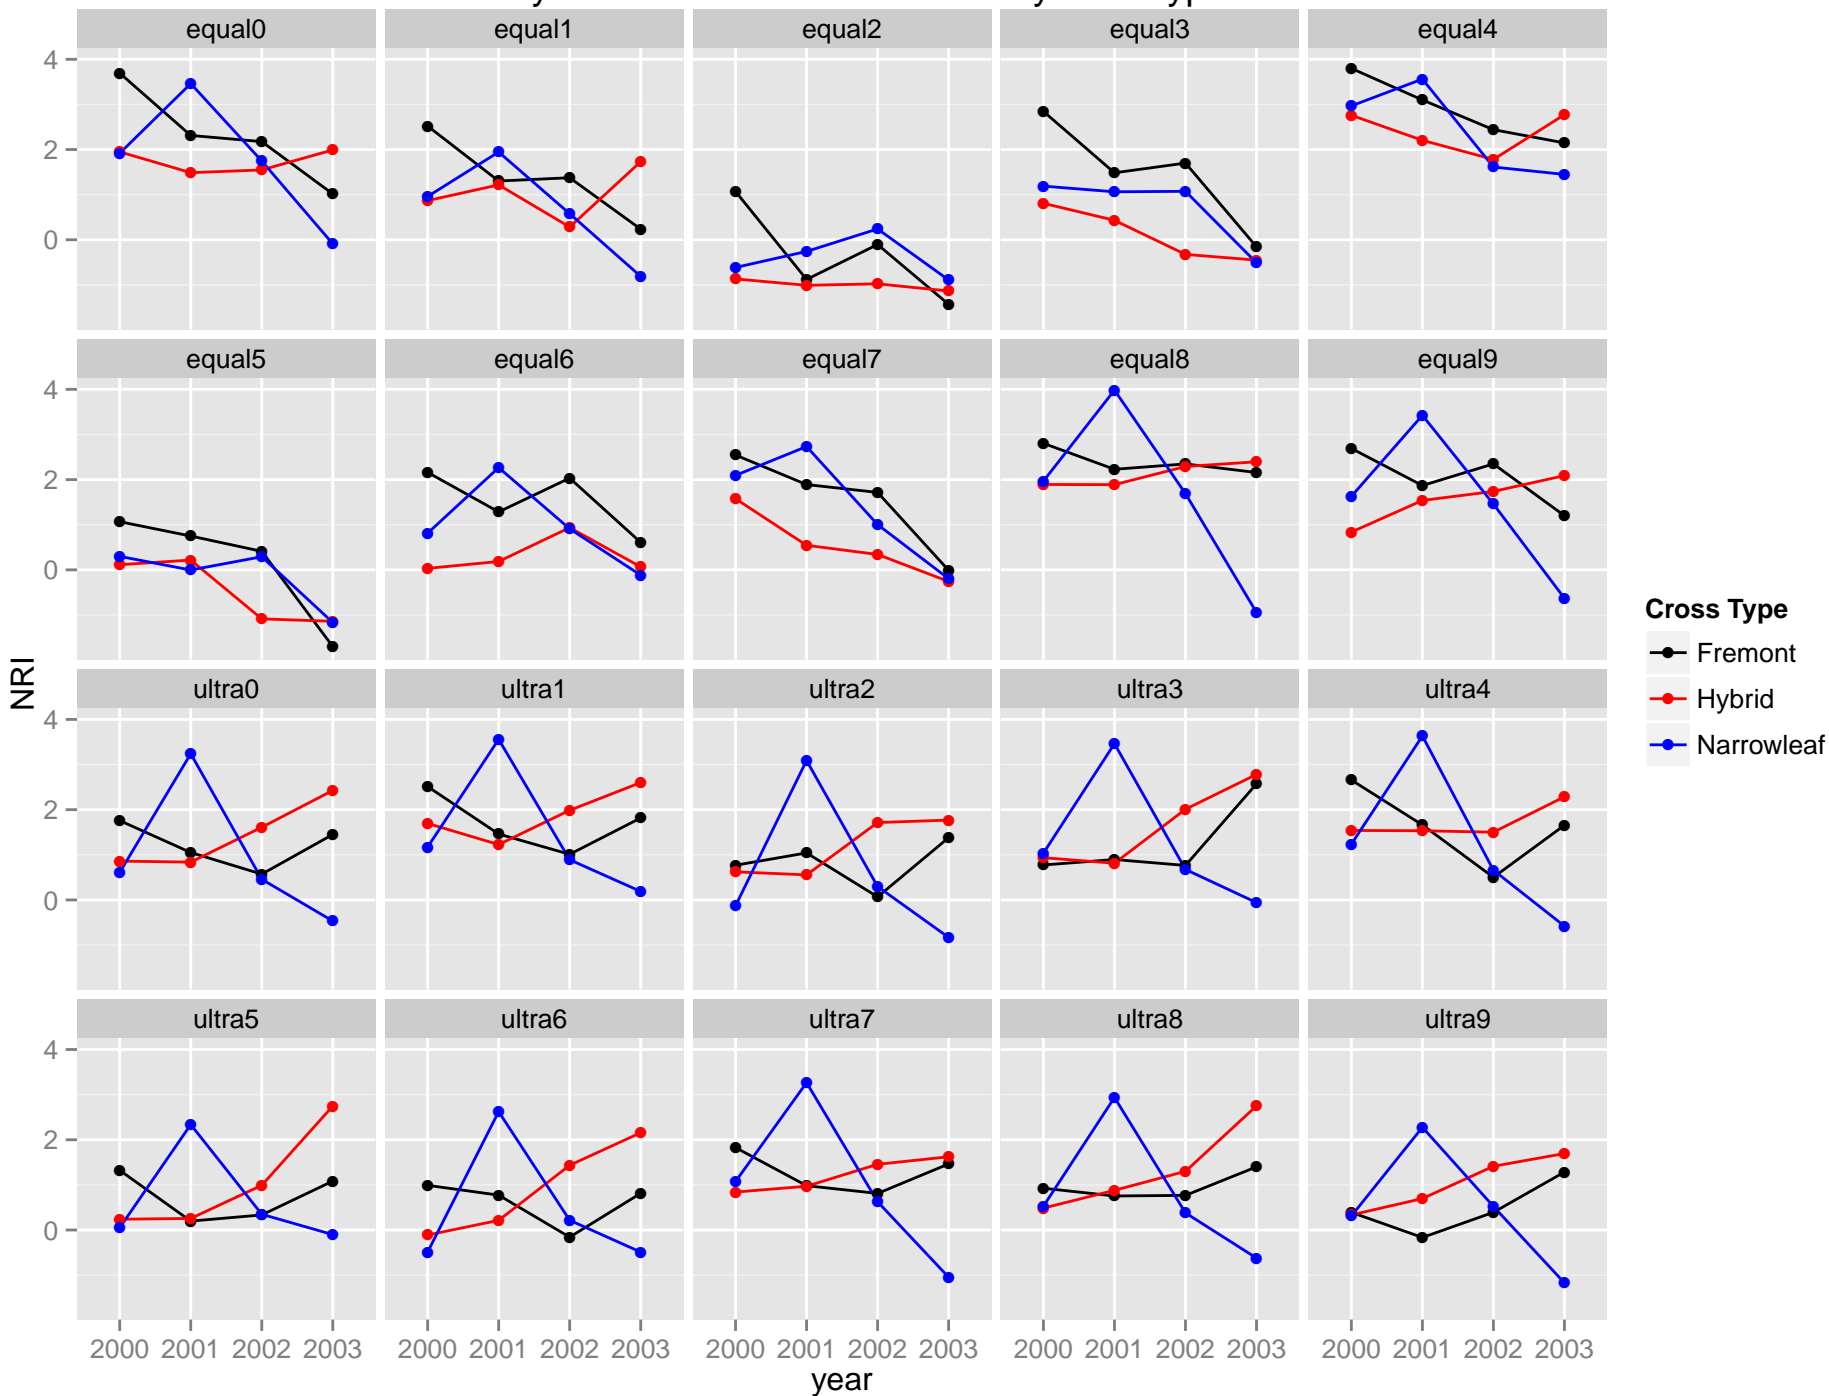 equal0 equal1 equal2 equal3 equal4
4
2
0
equal5 equal6 equal7 equal8 equal9
4
2
0
ultra0 ultra1 ultra2 ultra3 ultra4
4
2
0
ultra5 ultra6 ultra7 ultra8 ultra9
4
2
0
2000 2001 2002 2003 2000 2001 2002 2003 2000 2001 2002 2003 2000 2001 2002 2003 2000 2001 2002 2003
year
NRI
Cross Type
Fremont
Hybrid
Narrowleaf